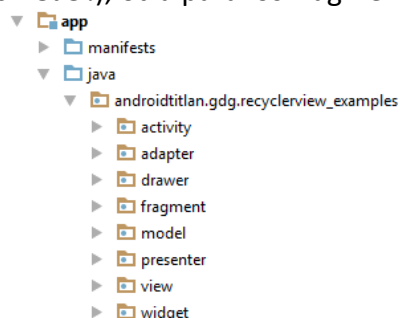 app
manifests
java
androidtitlan.gdg.recyclerview_examples
activity
adapter
drawer
fragment
model
presenter
view
widget